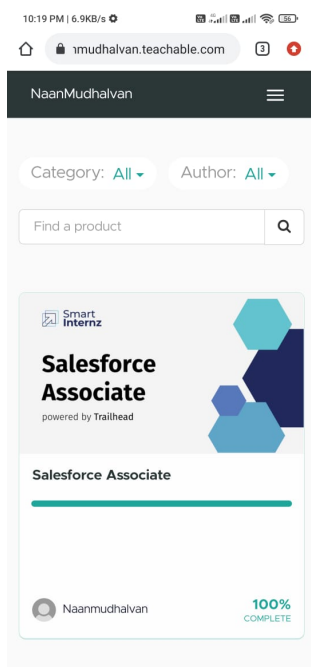 10:19 PM | 6.9KB/s
56
nmudhalvan.teachable.com
3
NaanMudhalvan
Category: All
Author: All
Find a product
Smart
Internz
Salesforce
Associate
powered by Trailhead
Salesforce Associate
Naanmudhalvan
100%
COMPLETE